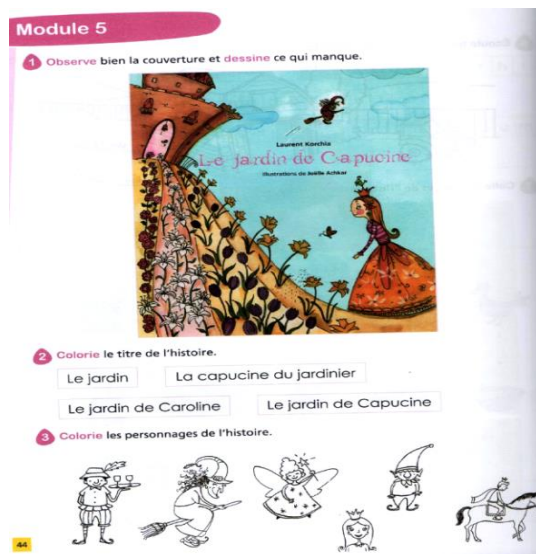 Module 5
1 Observe bien la couverture et dessine ce qui manque.
Laurent Korchia
Le jardin de Capucine
Illustrations de Joëlle Achkar
2 Colorie le titre de l'histoire.
Le jardin
La capucine du jardinier
Le jardin de Caroline
Le jardin de Capucine
3 Colorie les personnages de l'histoire.
44